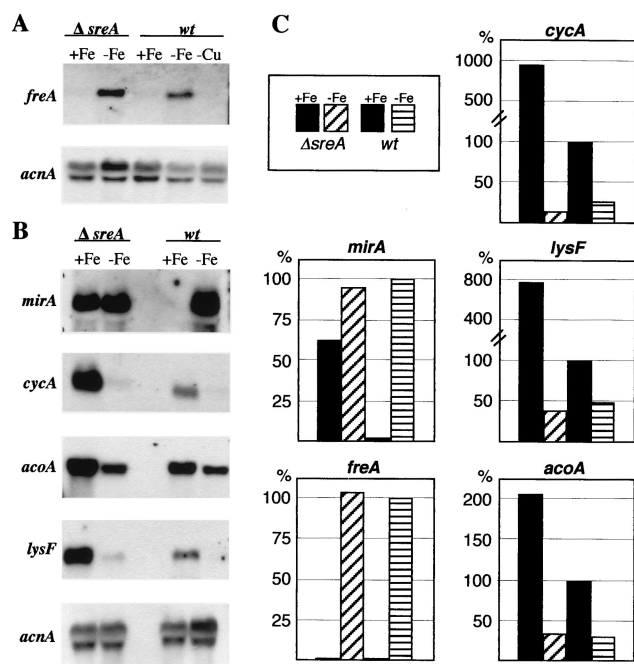 A
Δ sreA wt
+Fe -Fe +Fe -Fe -Cu
freA
acnA
B
Δ sreA wt
+Fe -Fe +Fe -Fe
mirA
cycA
acoA
lysF
acnA
C
+Fe -Fe +Fe -Fe
ΔsreA wt
cycA
%
1000
500
100
50
mirA
%
100
75
50
25
lysF
%
800
400
100
50
freA
%
100
75
50
25
acoA
%
200
150
100
50